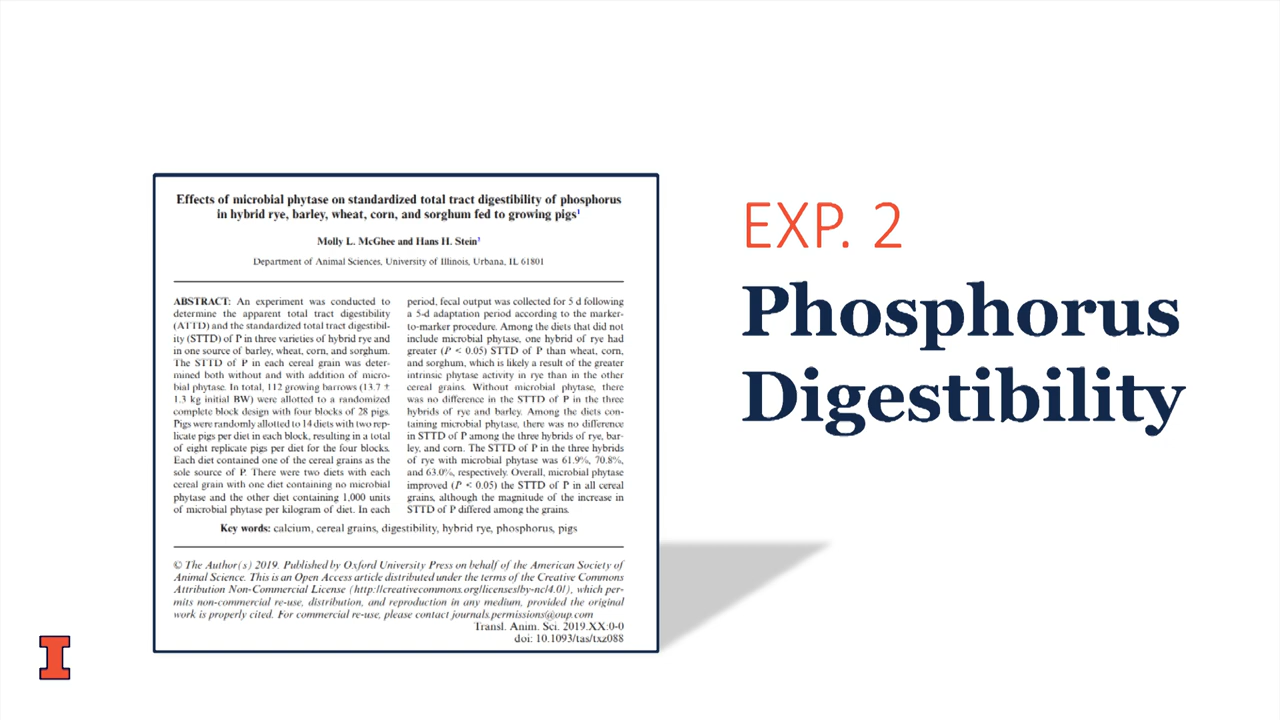 Effects of microbial phytase on standardized total tract digestibility of phosphorus
in hybrid rye, barley, wheat, corn, and sorghum fed to growing pigs¹
Molly L. McGhee and Hans H. Stein²
Department of Animal Sciences, University of Illinois, Urbana, IL 61801
ABSTRACT: An experiment was conducted to
determine the apparent total tract digestibility
(ATTD) and the standardized total tract digestibil-
ity (STTD) of P in three varieties of hybrid rye and
in one source of barley, wheat, corn, and sorghum.
The STTD of P in each cereal grain was deter-
mined both without and with addition of micro-
bial phytase. In total, 112 growing barrows (13.7 ±
1.3 kg initial BW) were allotted to a randomized
complete block design with four blocks of 28 pigs.
Pigs were randomly allotted to 14 diets with two rep-
licate pigs per diet in each block, resulting in a total
of eight replicate pigs per diet for the four blocks.
Each diet contained one of the cereal grains as the
sole source of P. There were two diets with each
cereal grain with one diet containing no microbial
phytase and the other diet containing 1,000 units
of microbial phytase per kilogram of diet. In each
period, fecal output was collected for 5 d following
a 5-d adaptation period according to the marker-
to-marker procedure. Among the diets that did not
include microbial phytase, one hybrid of rye had
greater (P < 0.05) STTD of P than wheat, corn,
and sorghum, which is likely a result of the greater
intrinsic phytase activity in rye than in the other
cereal grains. Without microbial phytase, there
was no difference in the STTD of P in the three
hybrids of rye and barley. Among the diets con-
taining microbial phytase, there was no difference
in STTD of P among the three hybrids of rye, bar-
ley, and corn. The STTD of P in the three hybrids
of rye with microbial phytase was 61.9%, 70.8%,
and 63.0%, respectively. Overall, microbial phytase
improved (P < 0.05) the STTD of P in all cereal
grains, although the magnitude of the increase in
STTD of P differed among the grains.
Key words: calcium, cereal grains, digestibility, hybrid rye, phosphorus, pigs
© The Author(s) 2019. Published by Oxford University Press on behalf of the American Society of
Animal Science. This is an Open Access article distributed under the terms of the Creative Commons
Attribution Non-Commercial License (http://creativecommons.org/licenses/by-nc/4.0/), which per-
mits non-commercial re-use, distribution, and reproduction in any medium, provided the original
work is properly cited. For commercial re-use, please contact journals.permissions@oup.com
Transl. Anim. Sci. 2019.XX:0-0
doi: 10.1093/tas/txz088
EXP. 2
Phosphorus
Digestibility
I